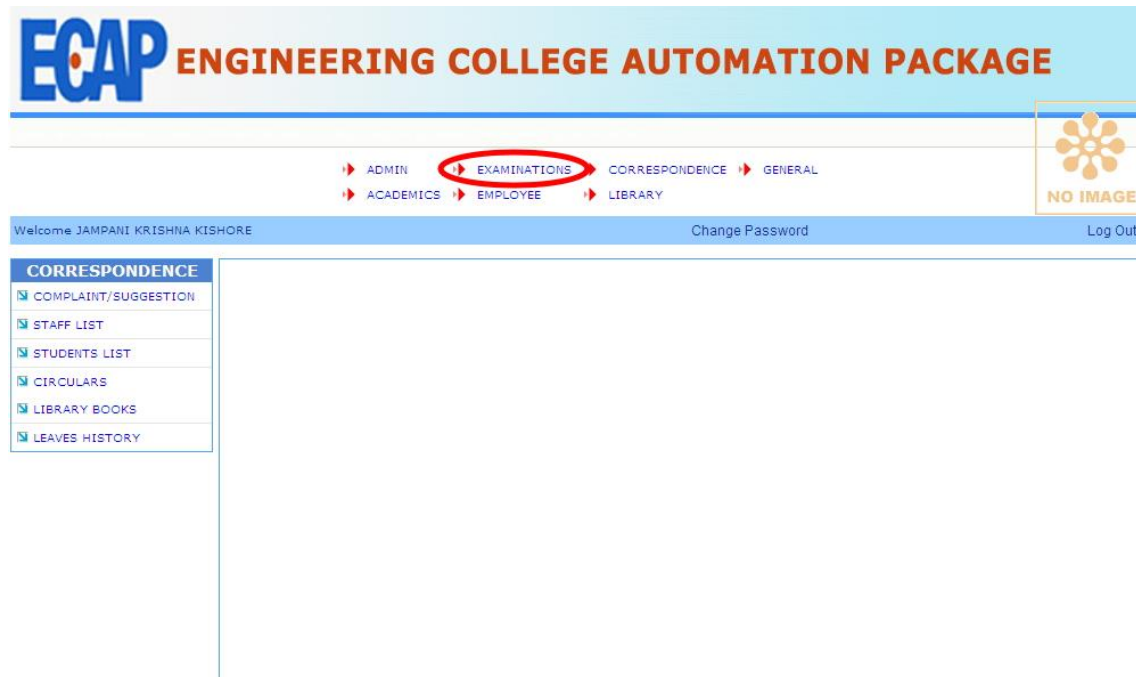 ECAP ENGINEERING COLLEGE AUTOMATION PACKAGE
ADMIN EXAMINATIONS CORRESPONDENCE GENERAL
ACADEMICS EMPLOYEE LIBRARY
NO IMAGE
Welcome JAMPANI KRISHNA KISHORE Change Password Log Out
CORRESPONDENCE
COMPLAINT/SUGGESTION
STAFF LIST
STUDENTS LIST
CIRCULARS
LIBRARY BOOKS
LEAVES HISTORY